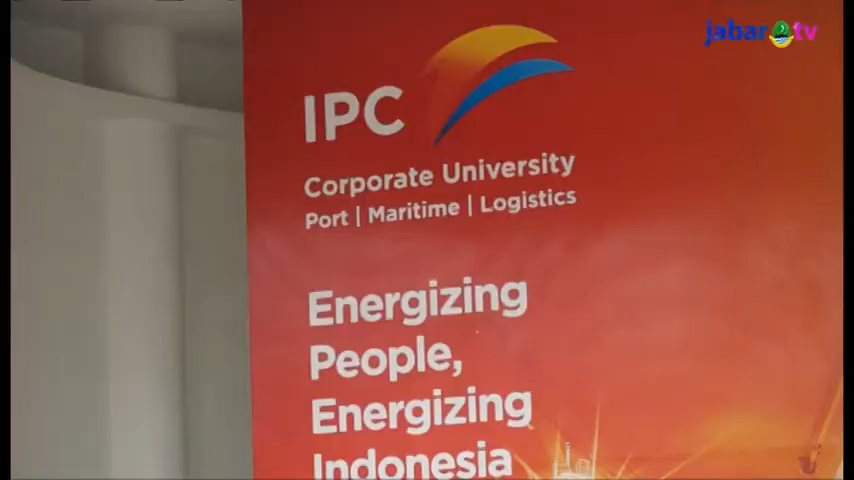 jabar tv
IPC
Corporate University
Port | Maritime | Logistics
Energizing
People,
Energizing
Indonesia